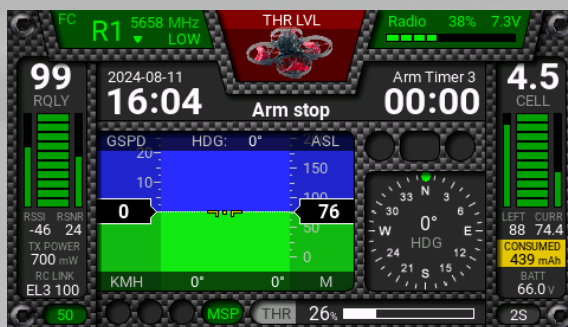 FC
R1 5658 MHz
LOW
THR LVL
Radio 38% 7.3V
99
RQLY
2024-08-11
16:04
Arm stop
Arm Timer 3
00:00
4.5
CELL
GSPD HDG: 0° ASL
20
10
150
100
50
0
0
76
KMH 0° 0° M
N
33
3
30
6
W
E
24
12
21
15
S
0°
HDG
RSSI RSNR
-46 24
TX POWER
700 mW
RC LINK
EL3 100
50
LEFT CURR
88 74.4
CONSUMED
439 mAh
BATT
66.0 V
2S
MSP
THR 26%